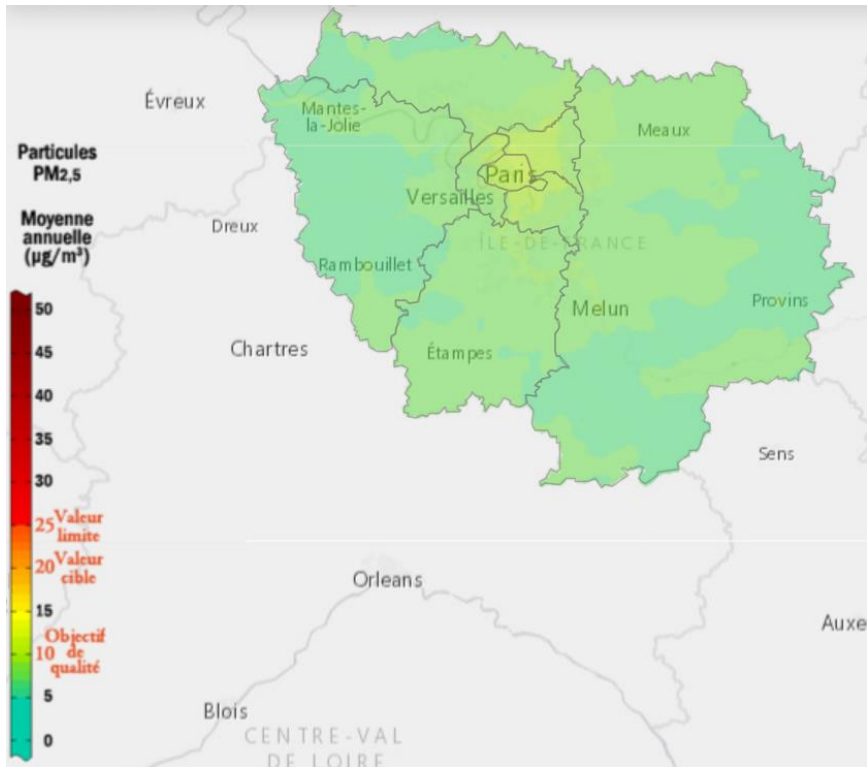 Particules
PM2,5
Moyenne
annuelle
(µg/m³)
50
45
40
35
30
25 Valeur
limite
20 Valeur
cible
15
Objectif
10 de
qualité
5
0
Évreux
Mantes-
la-Jolie
Meaux
Paris
Versailles
Dreux
ÎLE-DE-FRANCE
Rambouillet
Provins
Melun
Chartres
Étampes
Sens
Orleans
Auxe
Blois
CENTRE-VAL
DE LOIRE